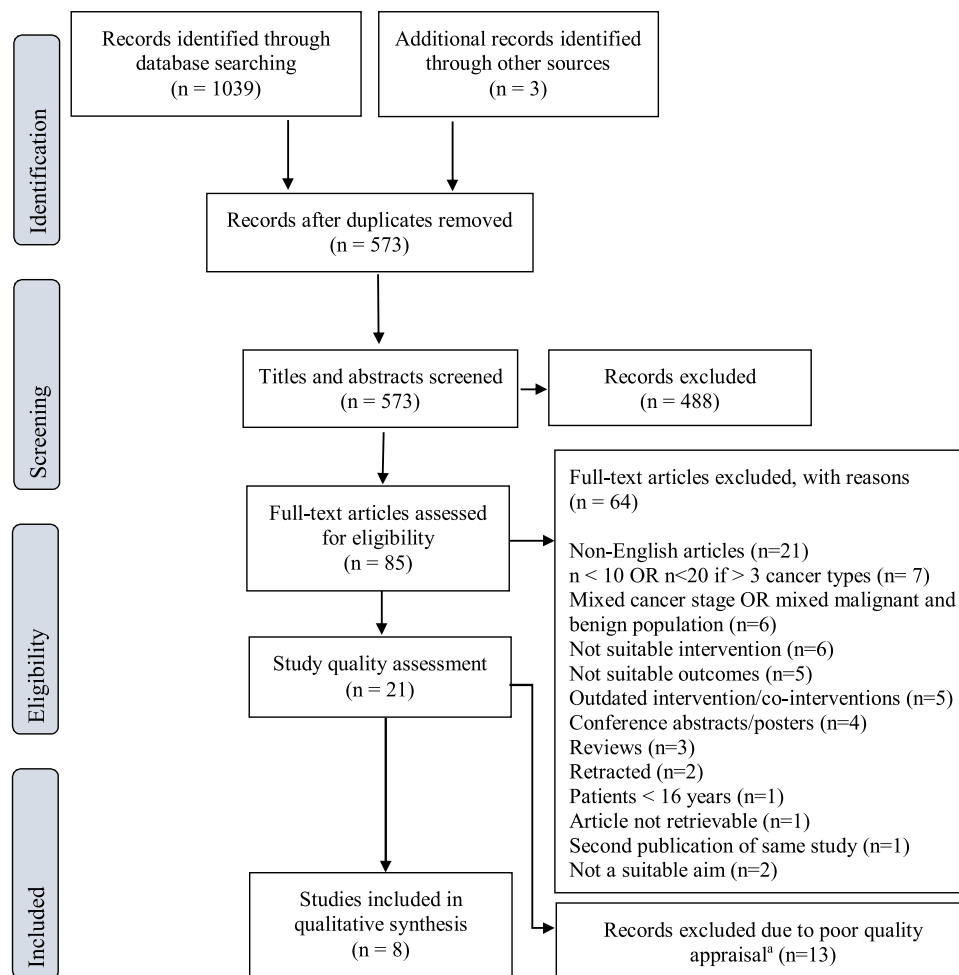 Identification
Records identified through
database searching
(n = 1039)
Additional records identified
through other sources
(n = 3)
Records after duplicates removed
(n = 573)
Screening
Titles and abstracts screened
(n = 573)
Records excluded
(n = 488)
Eligibility
Full-text articles assessed
for eligibility
(n = 85)
Full-text articles excluded, with reasons
(n = 64)
Non-English articles (n=21)
n < 10 OR n<20 if > 3 cancer types (n= 7)
Mixed cancer stage OR mixed malignant and
benign population (n=6)
Not suitable intervention (n=6)
Not suitable outcomes (n=5)
Outdated intervention/co-interventions (n=5)
Conference abstracts/posters (n=4)
Reviews (n=3)
Retracted (n=2)
Patients < 16 years (n=1)
Article not retrievable (n=1)
Second publication of same study (n=1)
Not a suitable aim (n=2)
Study quality assessment
(n = 21)
Included
Studies included in
qualitative synthesis
(n = 8)
Records excluded due to poor quality
appraisalᵃ (n=13)